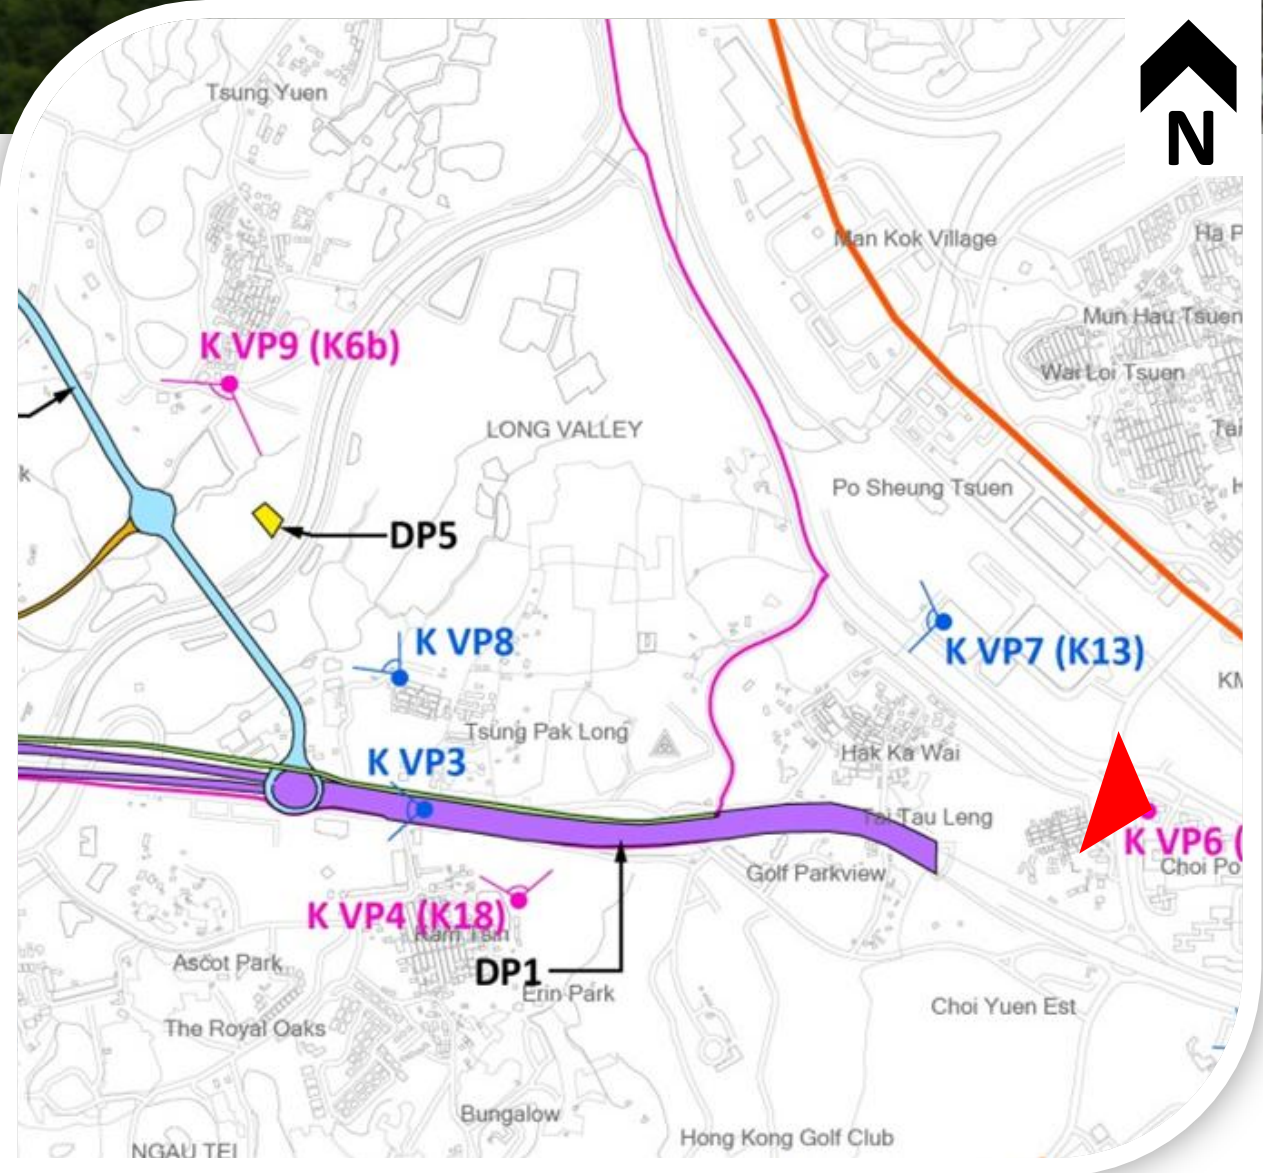 N
Tsung Yuen
Man Kok Village
Ha P
Mun Hau Tsuen
K VP9 (K6b)
Wai Loi Tsuen
LONG VALLEY
Tai
k
Po Sheung Tsuen
DP5
K VP8
K VP7 (K13)
KM
Tsung Pak Long
Hak Ka Wai
K VP3
Tai Tau Leng
K VP6 (
Choi Po
Golf Parkview
K VP4 (K18)
Kam Tsin
Ascot Park
DP1
Erin Park
Choi Yuen Est
The Royal Oaks
Bungalow
Hong Kong Golf Club
NGAU TEI